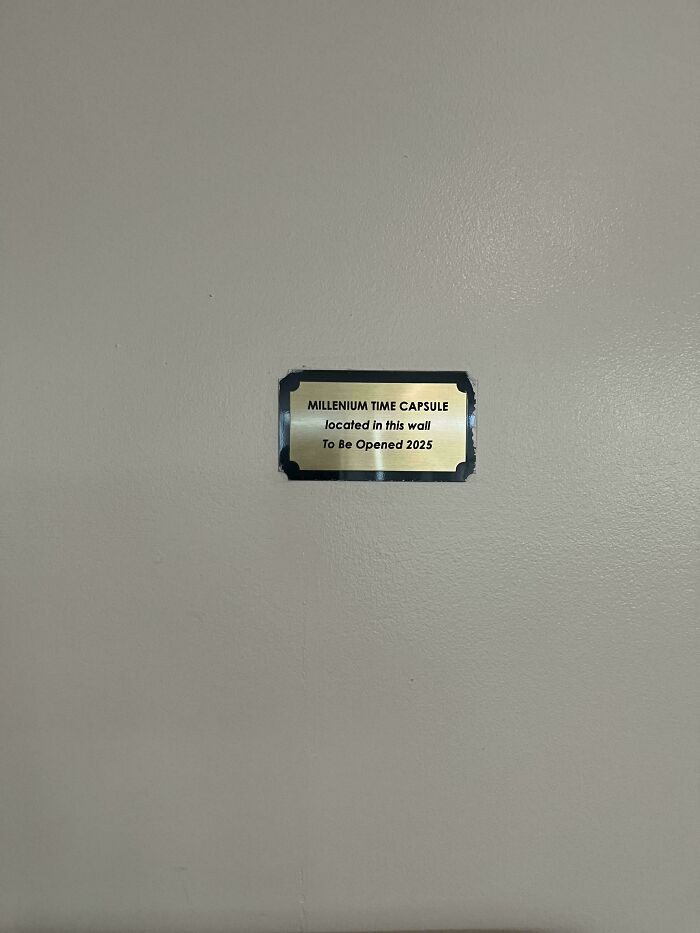 MILLENIUM TIME CAPSULE
located in this wall
To Be Opened 2025